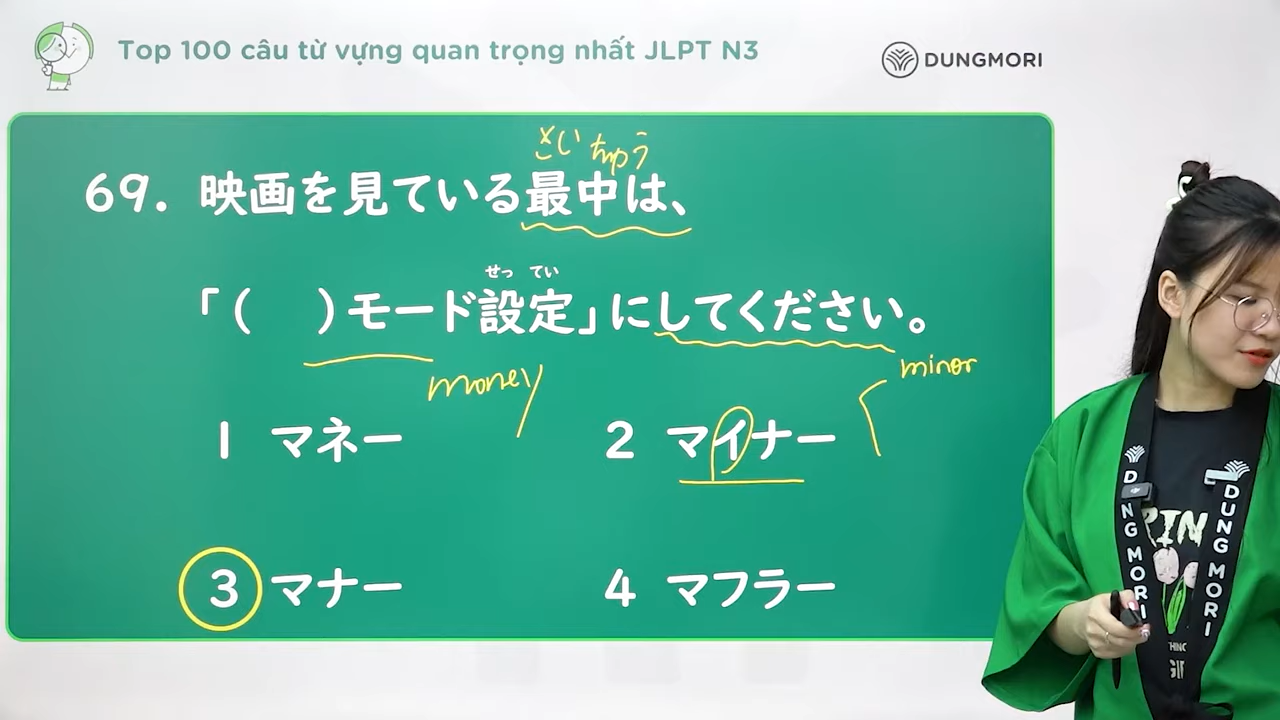 Top 100 câu từ vựng quan trọng nhất JLPT N3
DUNGMORI
さいちゅう
69. 映画を見ている最中は、
せってい
「(　)モード設定」にしてください。
money
minor
1 マネー
2 マイナー
3 マナー
4 マフラー
DUNG MORI
DUNG MORI